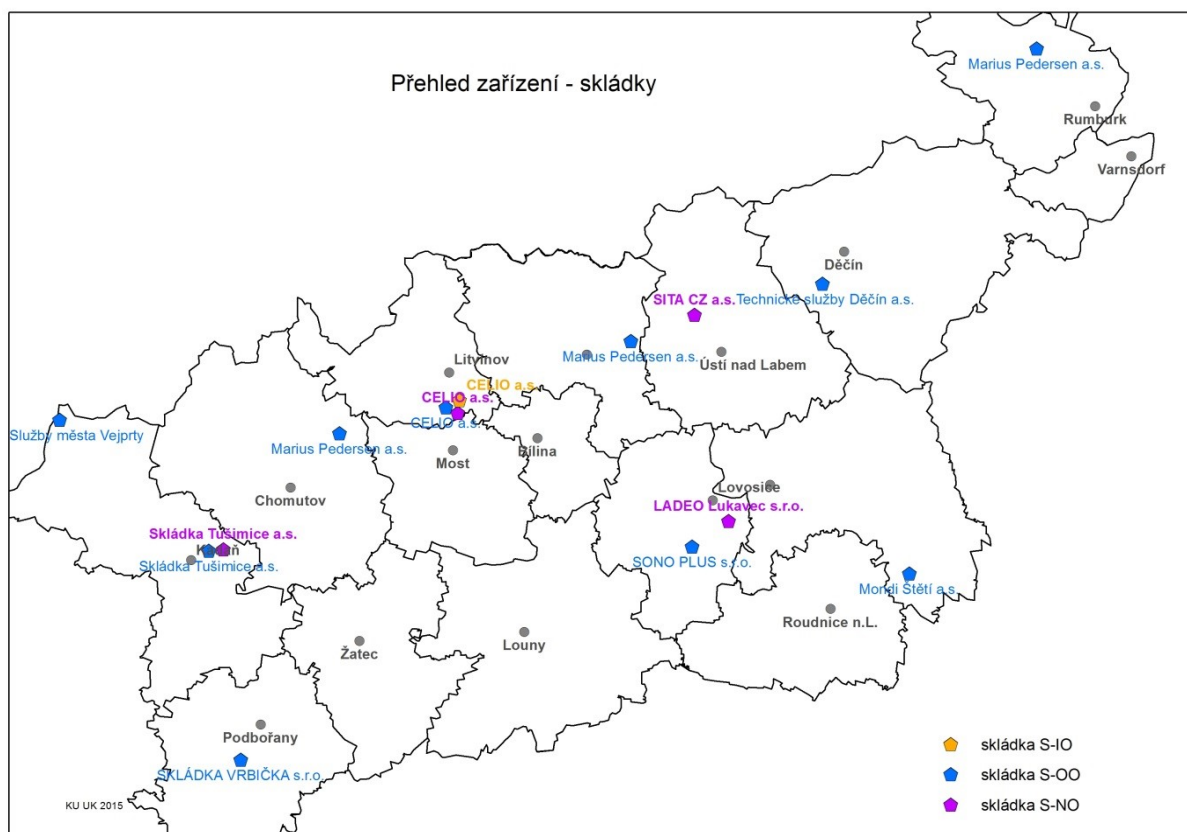 Přehled zařízení - skládky
Marius Pedersen a.s.
Rumburk
Varnsdorf
Děčín
SITA CZ a.s.
Technické služby Děčín a.s.
Marius Pedersen a.s.
Ústí nad Labem
Litvínov
CELIO a.s.
CELIO a.s.
CELIO a.s.
Služby města Vejprty
Marius Pedersen a.s.
Most
Bílina
Chomutov
Lovosice
LADEO Lukavec s.r.o.
Skládka Tušimice a.s.
Kadaň
Skládka Tušimice a.s.
SONO PLUS s.r.o.
Mondi Štětí a.s.
Roudnice n.L.
Žatec
Louny
Podbořany
SKLÁDKA VRBIČKA s.r.o.
skládka S-IO
skládka S-OO
skládka S-NO
KU UK 2015